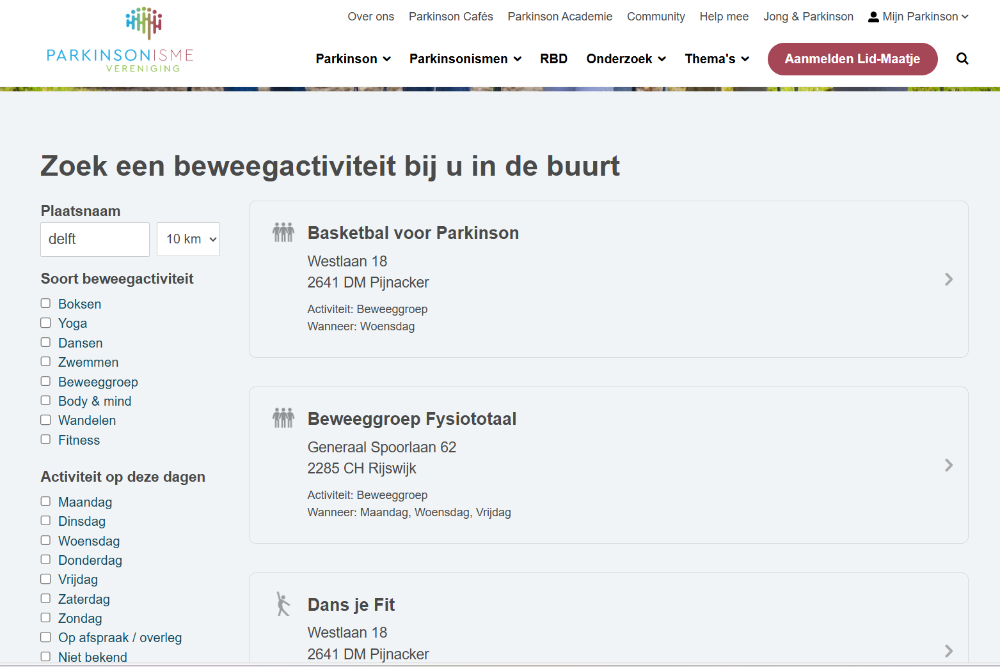 PARKINSONISME
VERENIGING
Over ons Parkinson Cafés Parkinson Academie Community Help mee Jong & Parkinson Mijn Parkinson
Parkinson Parkinsonismen RBD Onderzoek Thema's Aanmelden Lid-Maatje
Zoek een beweegactiviteit bij u in de buurt
Plaatsnaam
delft 10 km
Soort beweegactiviteit
Boksen
Yoga
Dansen
Zwemmen
Beweeggroep
Body & mind
Wandelen
Fitness
Activiteit op deze dagen
Maandag
Dinsdag
Woensdag
Donderdag
Vrijdag
Zaterdag
Zondag
Op afspraak / overleg
Niet bekend
Basketbal voor Parkinson
Westlaan 18
2641 DM Pijnacker
Activiteit: Beweeggroep
Wanneer: Woensdag
Beweeggroep Fysiototaal
Generaal Spoorlaan 62
2285 CH Rijswijk
Activiteit: Beweeggroep
Wanneer: Maandag, Woensdag, Vrijdag
Dans je Fit
Westlaan 18
2641 DM Pijnacker